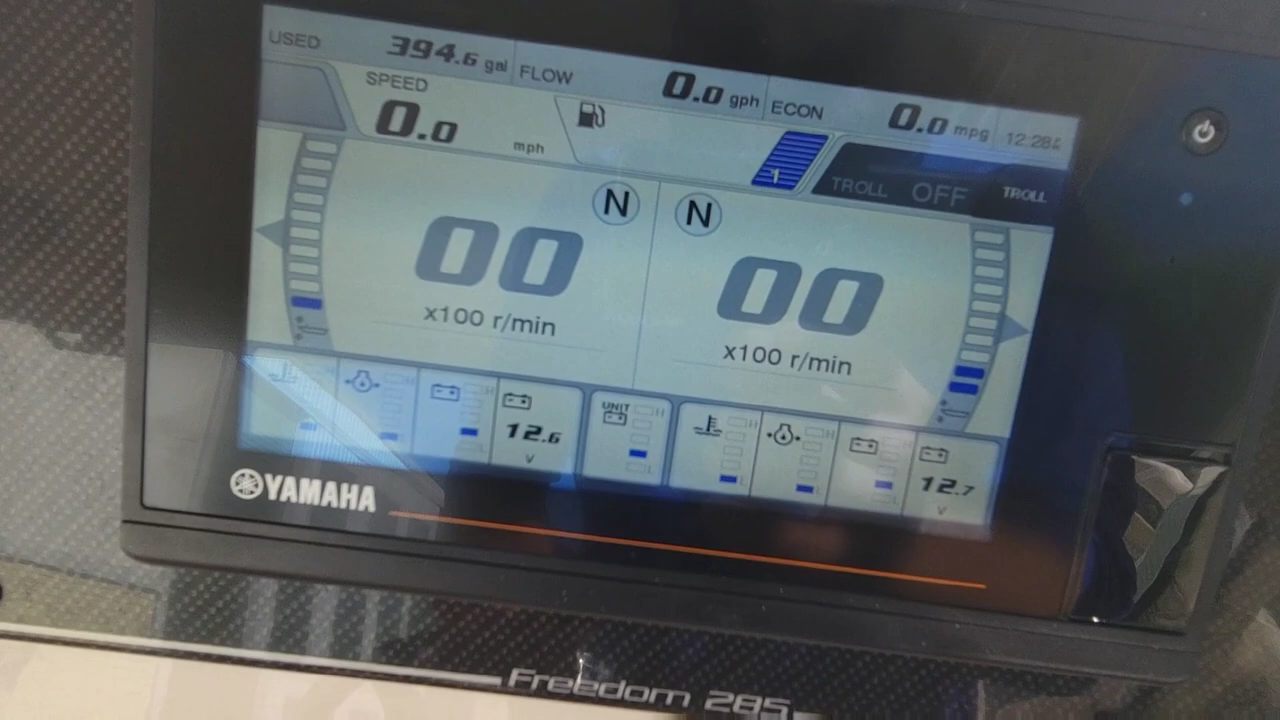 USED 394.6 gal FLOW 0.0 gph ECON 0.0 mpg 12:28
SPEED
0.0 mph
1
TROLL OFF TROLL
N N
00 00
x100 r/min x100 r/min
H H H UNIT H H H H
12.6 12.7
V V
L L L L L
YAMAHA
Freedom 285